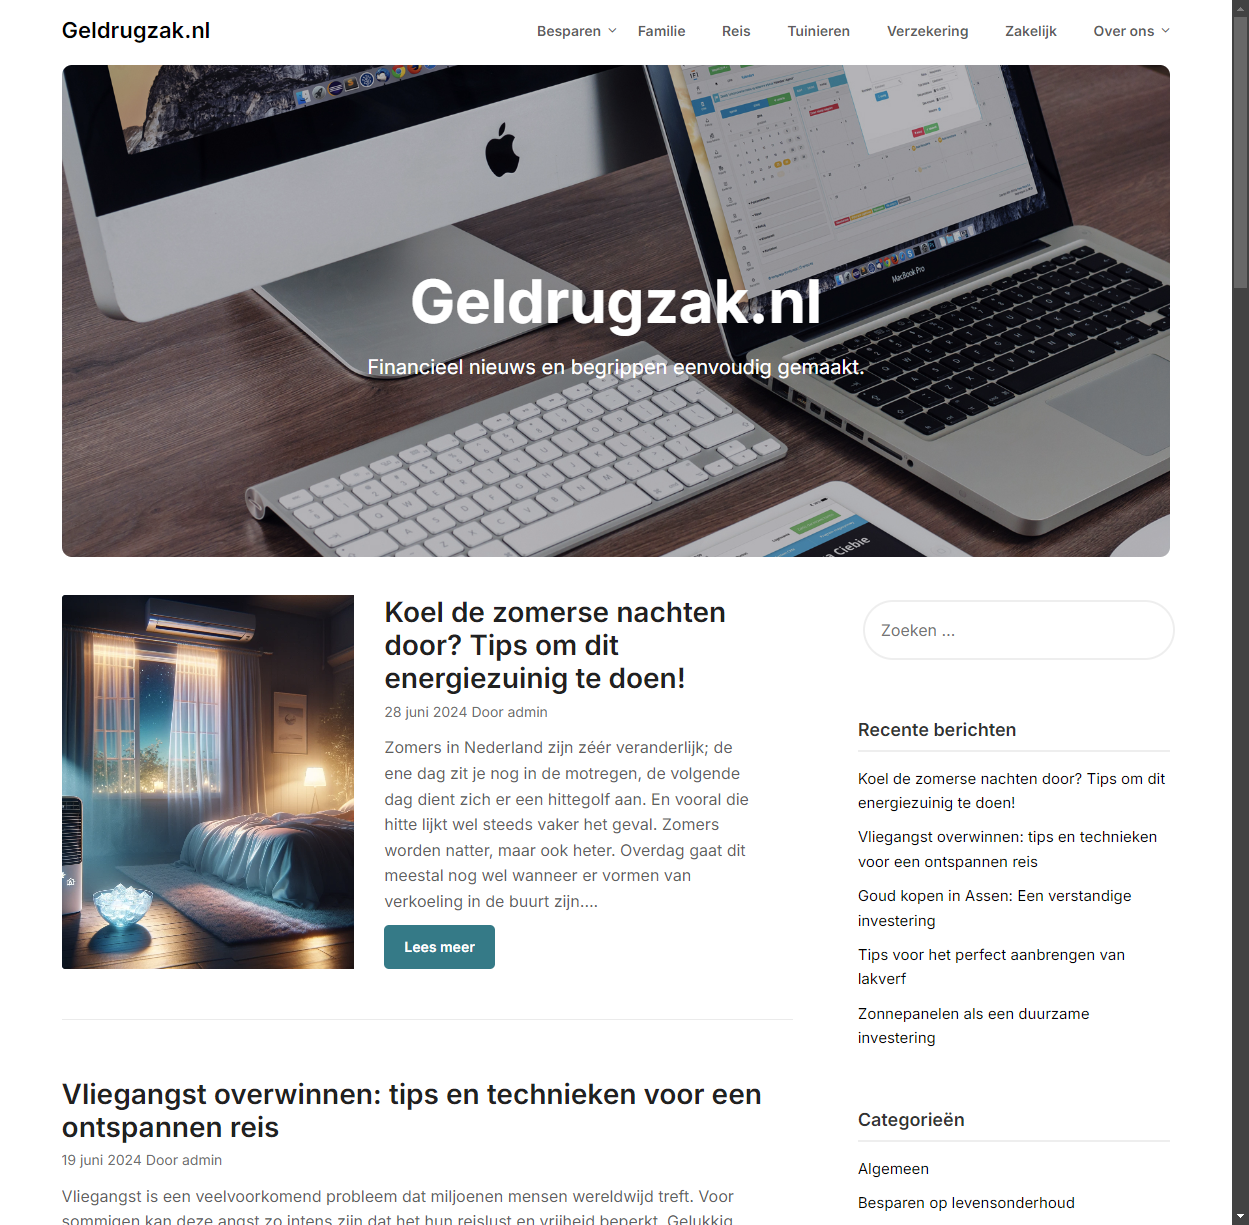 Geldrugzak.nl
Besparen Familie Reis Tuinieren Verzekering Zakelijk Over ons
MacBook Pro
Geldrugzak.nl
Financieel nieuws en begrippen eenvoudig gemaakt.
Ciebie
Koel de zomerse nachten
door? Tips om dit
energiezuinig te doen!
28 juni 2024 Door admin
Zomers in Nederland zijn zéér veranderlijk; de
ene dag zit je nog in de motregen, de volgende
dag dient zich er een hittegolf aan. En vooral die
hitte lijkt wel steeds vaker het geval. Zomers
worden natter, maar ook heter. Overdag gaat dit
meestal nog wel wanneer er vormen van
verkoeling in de buurt zijn....
Lees meer
Vliegangst overwinnen: tips en technieken voor een
ontspannen reis
19 juni 2024 Door admin
Vliegangst is een veelvoorkomend probleem dat miljoenen mensen wereldwijd treft. Voor
sommigen kan deze angst zo intens zijn dat het hun reislust en vrijheid beperkt. Gelukkig
Zoeken ...
Recente berichten
Koel de zomerse nachten door? Tips om dit
energiezuinig te doen!
Vliegangst overwinnen: tips en technieken
voor een ontspannen reis
Goud kopen in Assen: Een verstandige
investering
Tips voor het perfect aanbrengen van
lakverf
Zonnepanelen als een duurzame
investering
Categorieën
Algemeen
Besparen op levensonderhoud